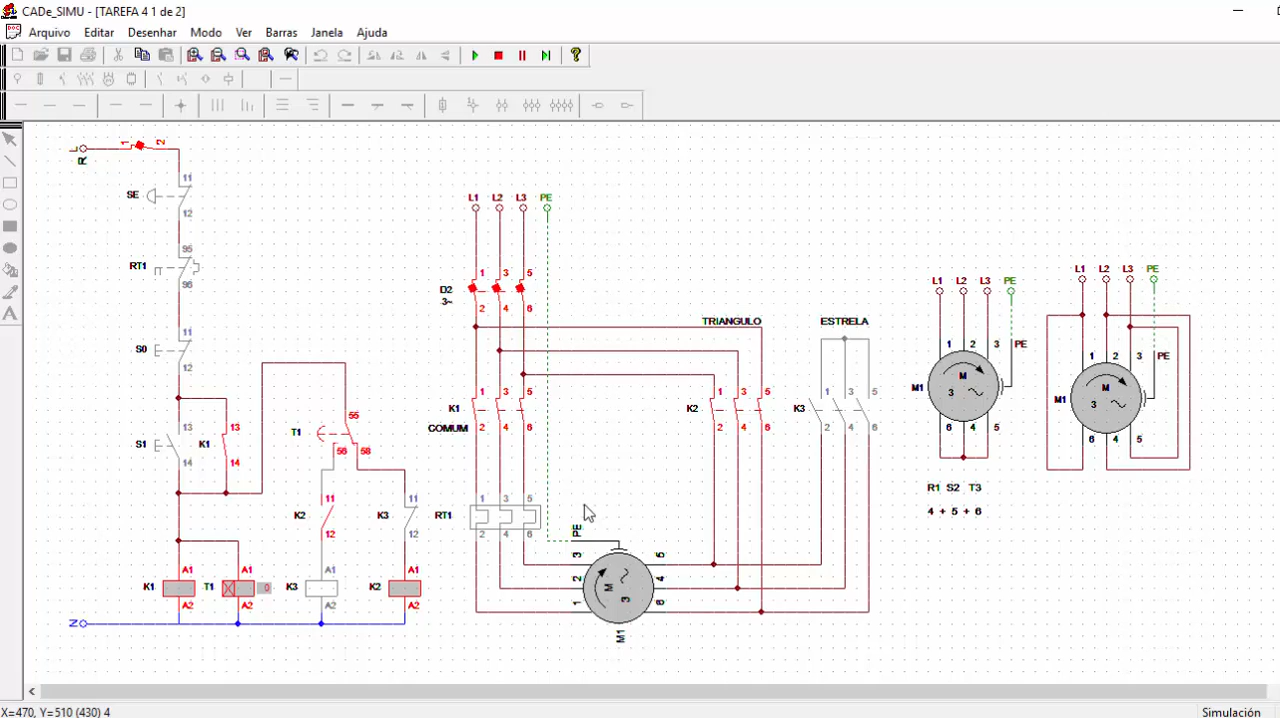 CADe_SIMU - [TAREFA 4 1 de 2]
Arquivo Editar Desenhar Modo Ver Barras Janela Ajuda
L
R
1 2
SE
11
12
RT1
95
96
S0
11
12
S1
13
14
K1
13
14
T1
55
56 58
K2
11
12
K3
11
12
K1
A1
A2
T1
A1
0
A2
K3
A1
A2
K2
A1
A2
N
L1 L2 L3 PE
D2
3~
1 3 5
2 4 6
TRIANGULO
ESTRELA
K1
COMUM
1 3 5
2 4 6
K2
1 3 5
2 4 6
K3
1 3 5
2 4 6
RT1
1 3 5
2 4 6
PE
3 5
2 4
1 6
M
3
M1
L1 L2 L3 PE
1 2 3 PE
M1
M
3
6 4 5
R1 S2 T3
4 + 5 + 6
L1 L2 L3 PE
1 2 3 PE
M1
M
3
6 4 5
X=470, Y=510 (430) 4
Simulación